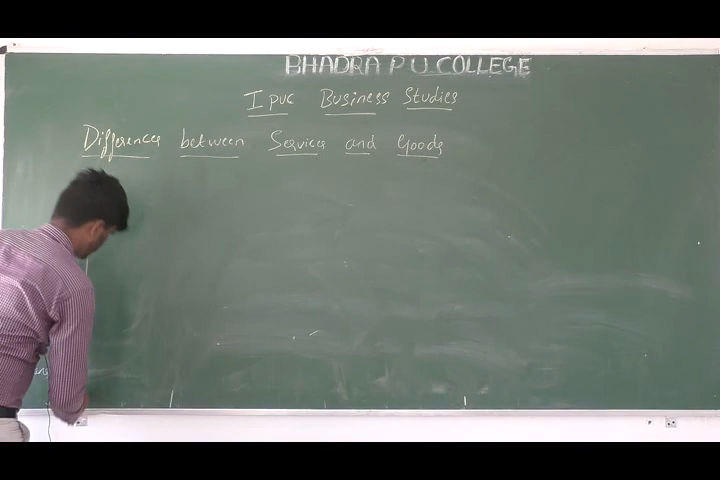 BHADRA P U COLLEGE
I PUC Business Studies
Differences between Services and Goods